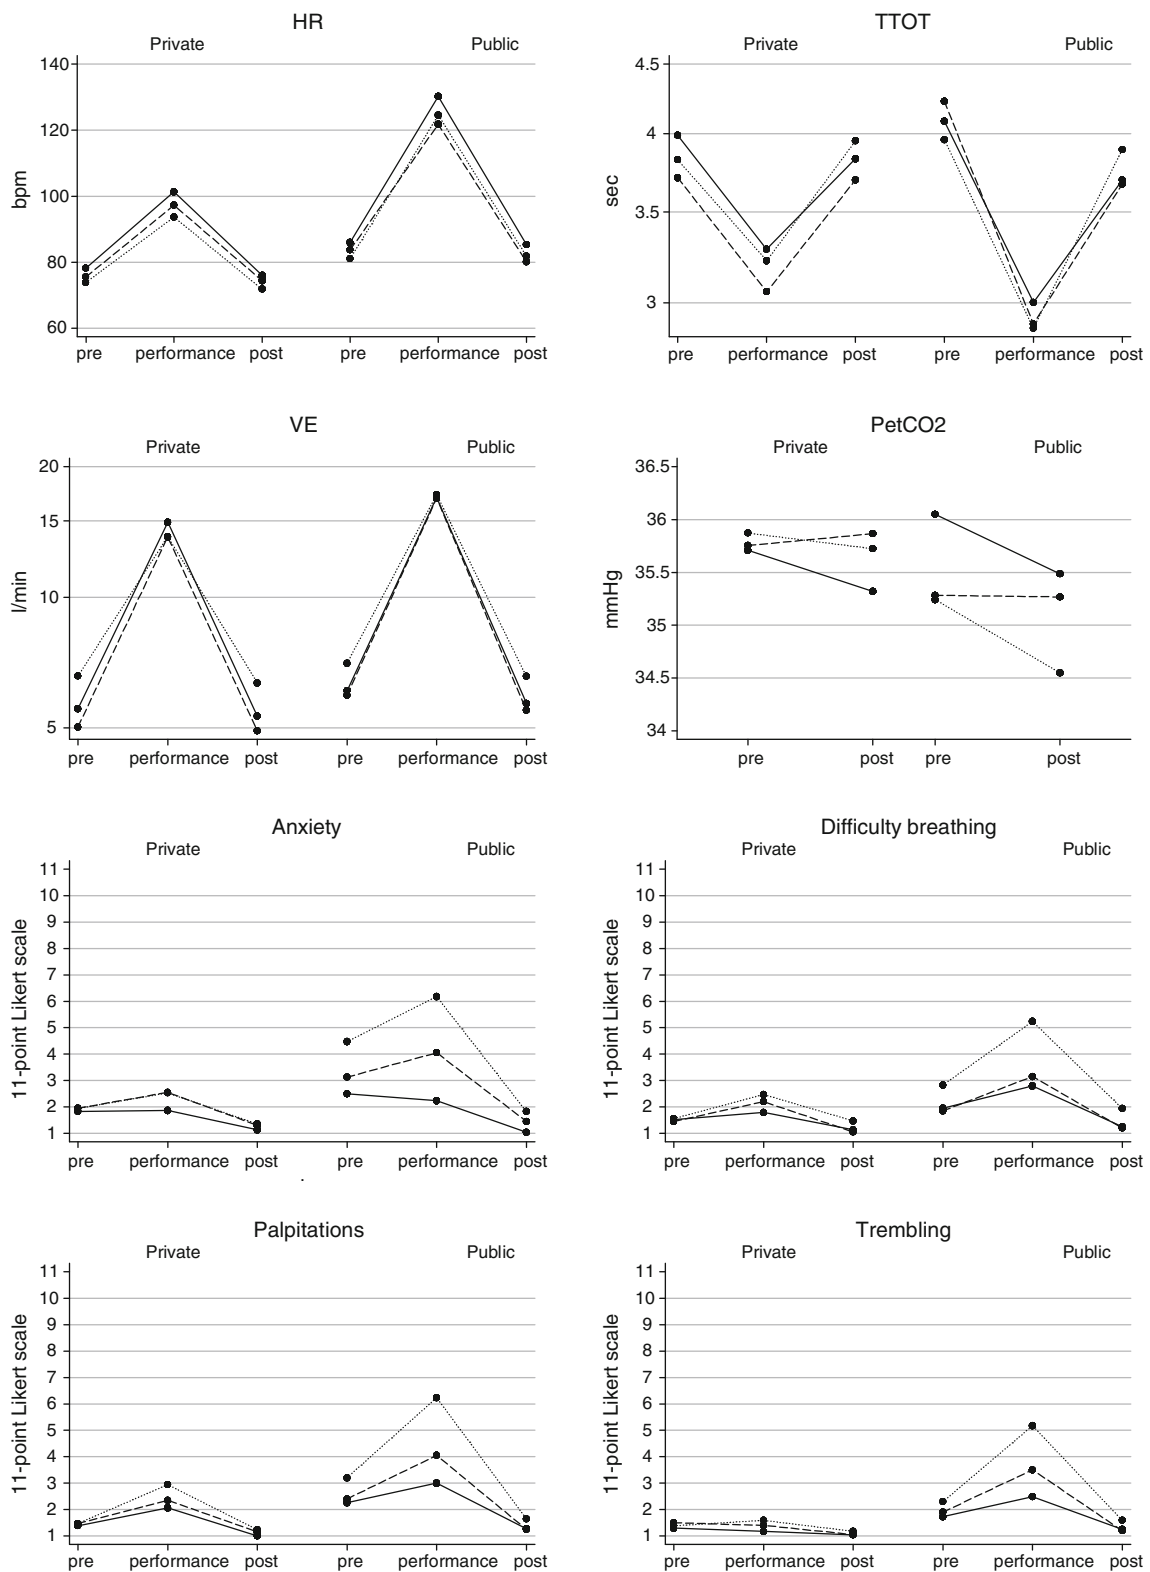 HR
Private Public
140
120
100
80
60
bpm
pre performance post pre performance post
TTOT
Private Public
4.5
4
3.5
3
sec
pre performance post pre performance post
VE
Private Public
20
15
10
5
l/min
pre performance post pre performance post
PetCO2
Private Public
36.5
36
35.5
35
34.5
34
mmHg
pre post pre post
Anxiety
Private Public
11
10
9
8
7
6
5
4
3
2
1
11-point Likert scale
pre performance post pre performance post
Difficulty breathing
Private Public
11
10
9
8
7
6
5
4
3
2
1
11-point Likert scale
pre performance post pre performance post
Palpitations
Private Public
11
10
9
8
7
6
5
4
3
2
1
11-point Likert scale
pre performance post pre performance post
Trembling
Private Public
11
10
9
8
7
6
5
4
3
2
1
11-point Likert scale
pre performance post pre performance post